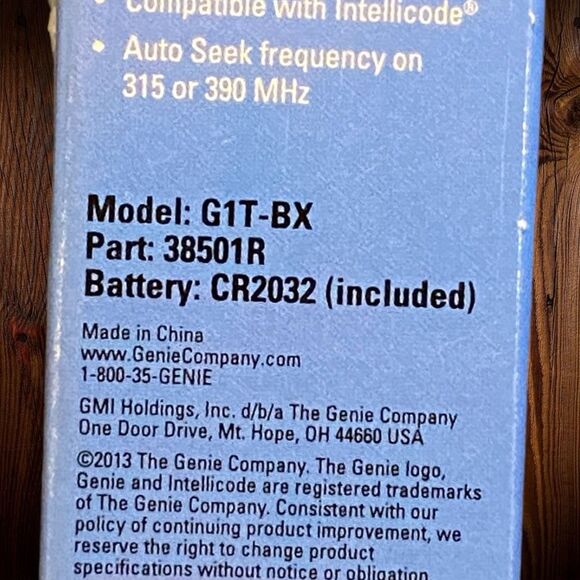 • Compatible with Intellicode®
• Auto Seek frequency on
315 or 390 MHz
Model: G1T-BX
Part: 38501R
Battery: CR2032 (included)
Made in China
www.GenieCompany.com
1-800-35-GENIE
GMI Holdings, Inc. d/b/a The Genie Company
One Door Drive, Mt. Hope, OH 44660 USA
©2013 The Genie Company. The Genie logo,
Genie and Intellicode are registered trademarks
of The Genie Company. Consistent with our
policy of continuing product improvement, we
reserve the right to change product
specifications without notice or obligation